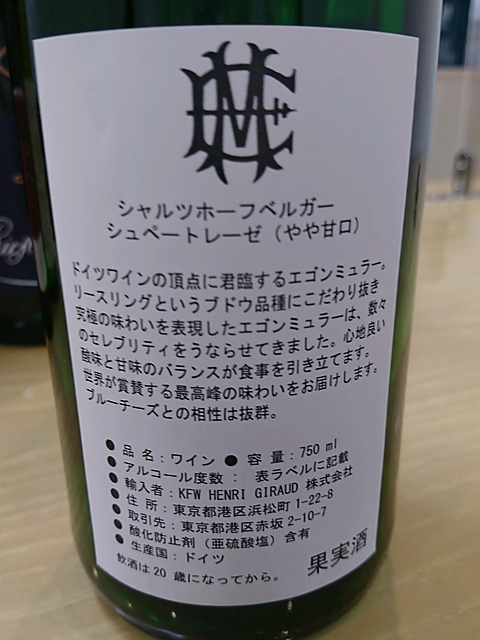 シャルツホーフベルガー
シュペートレーゼ（やや甘口）
ドイツワインの頂点に君臨するエゴンミュラー。
リースリングというブドウ品種にこだわり抜き
究極の味わいを表現したエゴンミュラーは、数々
のセレブリティをうならせてきました。心地良い
酸味と甘味のバランスが食事を引き立てます。
世界が賞賛する最高峰の味わいをお届けします。
ブルーチーズとの相性は抜群。
● 品 名：ワイン ● 容 量：750 ml
● アルコール度数： 表ラベルに記載
● 輸入者：KFW HENRI GIRAUD 株式会社
● 住 所：東京都港区浜松町1-22-8
● 取引先：東京都港区赤坂2-10-7
● 酸化防止剤（亜硫酸塩）含有
● 生産国：ドイツ
飲酒は20 歳になってから。
果実酒